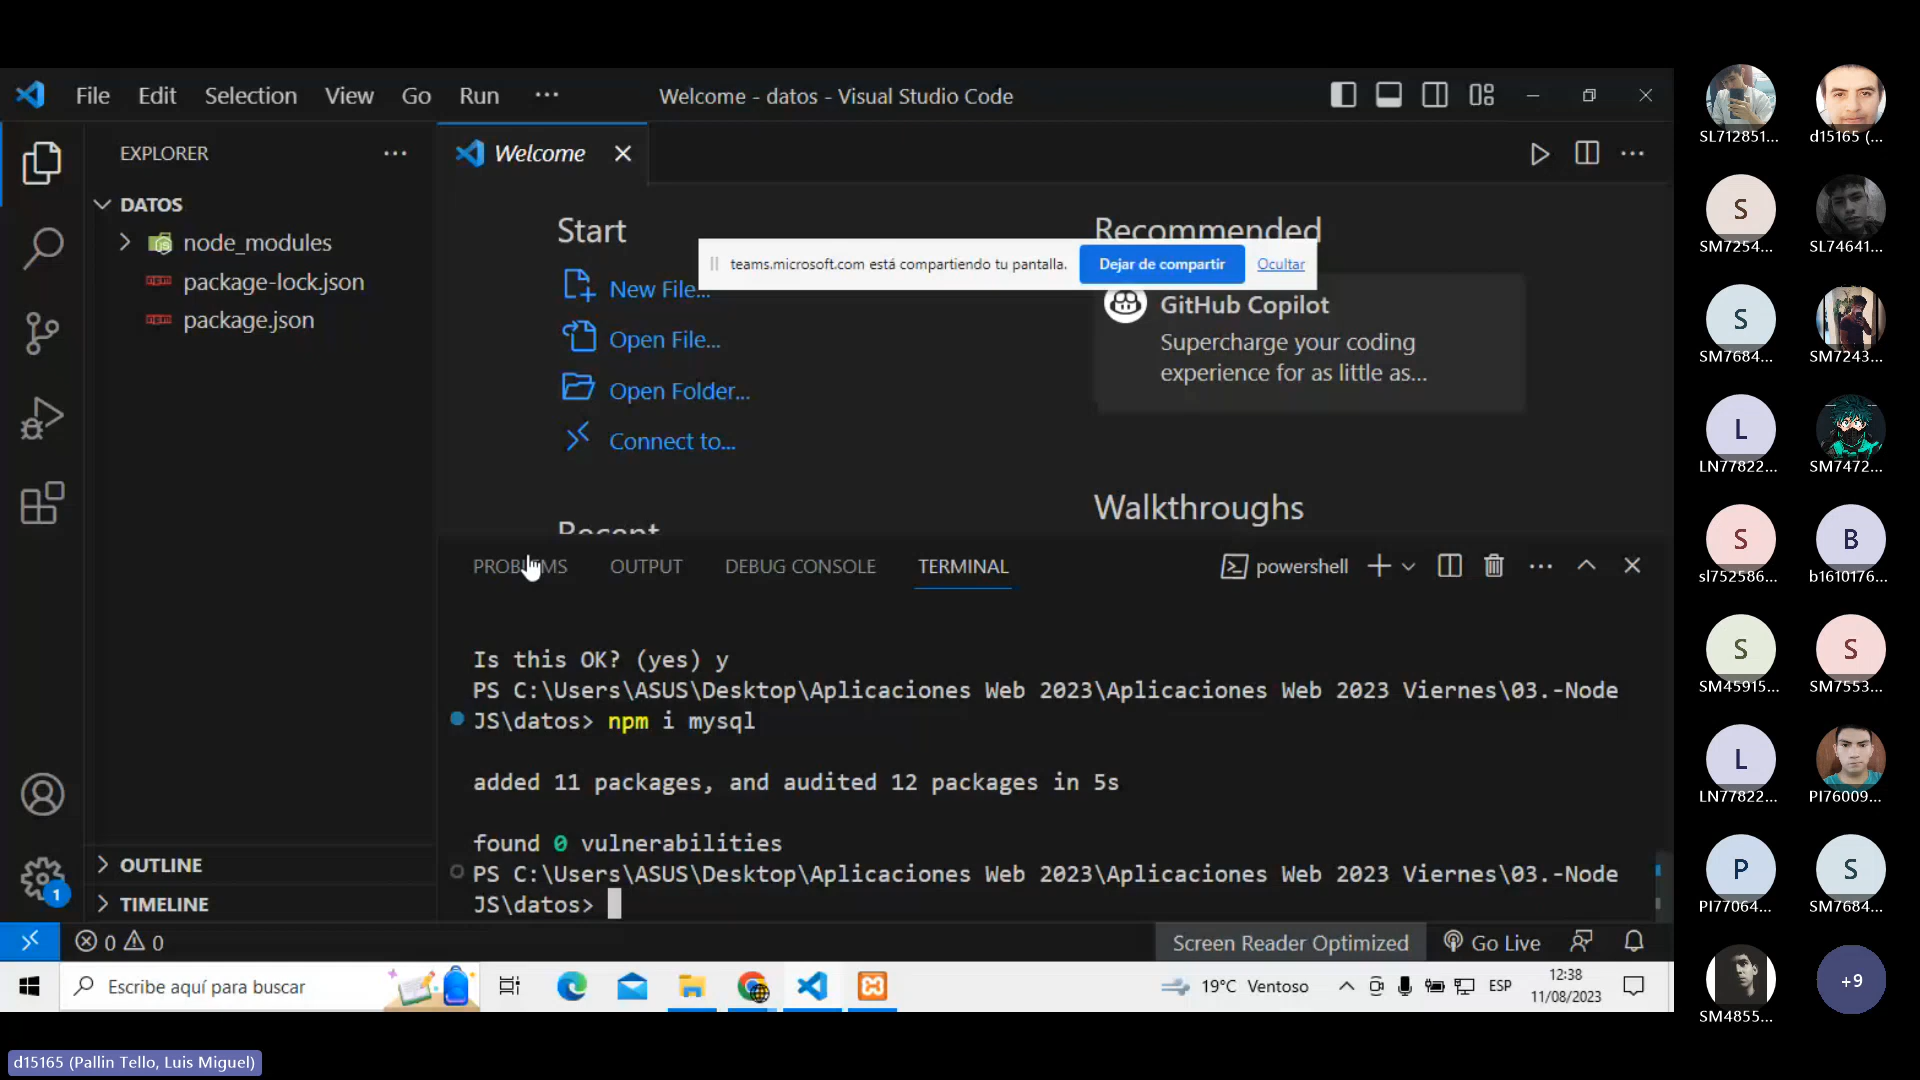 File Edit Selection View Go Run ···
Welcome - datos - Visual Studio Code
EXPLORER
DATOS
node_modules
package-lock.json
package.json
OUTLINE
TIMELINE
Welcome
Start
New File...
Open File...
Open Folder...
Connect to...
Recent
Recommended
teams.microsoft.com está compartiendo tu pantalla. Dejar de compartir Ocultar
GitHub Copilot
Supercharge your coding
experience for as little as...
Walkthroughs
PROBLEMS OUTPUT DEBUG CONSOLE TERMINAL
powershell
Is this OK? (yes) y
PS C:\Users\ASUS\Desktop\Aplicaciones Web 2023\Aplicaciones Web 2023 Viernes\03.-Node
JS\datos> npm i mysql
added 11 packages, and audited 12 packages in 5s
found 0 vulnerabilities
PS C:\Users\ASUS\Desktop\Aplicaciones Web 2023\Aplicaciones Web 2023 Viernes\03.-Node
JS\datos>
1
0 0
Screen Reader Optimized Go Live
Escribe aquí para buscar
19°C Ventoso
ESP
12:38
11/08/2023
SL712851... d15165 (...
S
SM7254... SL74641...
S
SM7684... SM7243...
L
LN77822... SM7472...
S B
sl752586... b1610176...
S S
SM45915... SM7553...
L
LN77822... PI76009...
P S
PI77064... SM7684...
+9
SM4855...
d15165 (Pallin Tello, Luis Miguel)